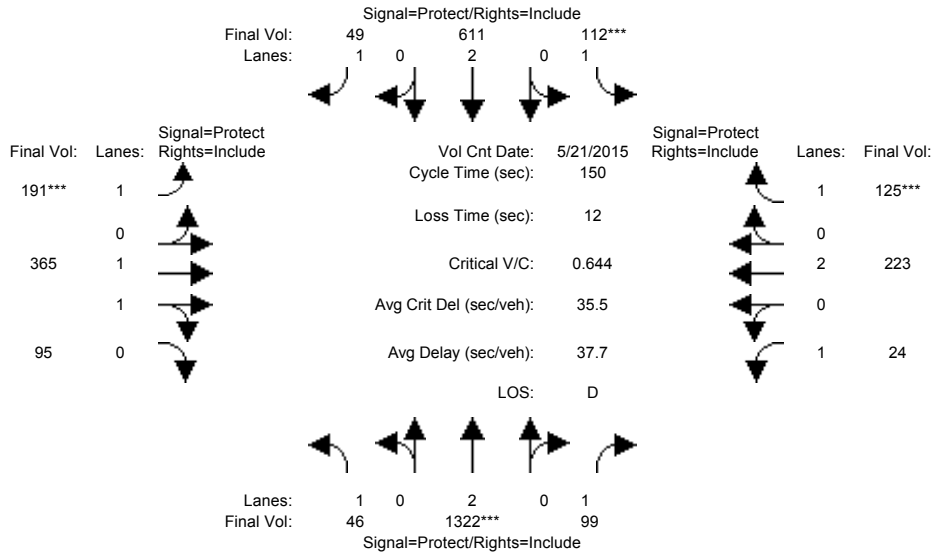 Signal=Protect/Rights=Include
Final Vol: 49 611 112***
Lanes: 1 0 2 0 1
Signal=Protect
Final Vol: Lanes: Rights=Include
Vol Cnt Date: 5/21/2015
Signal=Protect
Rights=Include Lanes: Final Vol:
Cycle Time (sec): 150
191*** 1
1 125***
Loss Time (sec): 12
0
0
365 1
Critical V/C: 0.644
2 223
1
Avg Crit Del (sec/veh): 35.5
0
95 0
Avg Delay (sec/veh): 37.7
1 24
LOS: D
Lanes: 1 0 2 0 1
Final Vol: 46 1322*** 99
Signal=Protect/Rights=Include